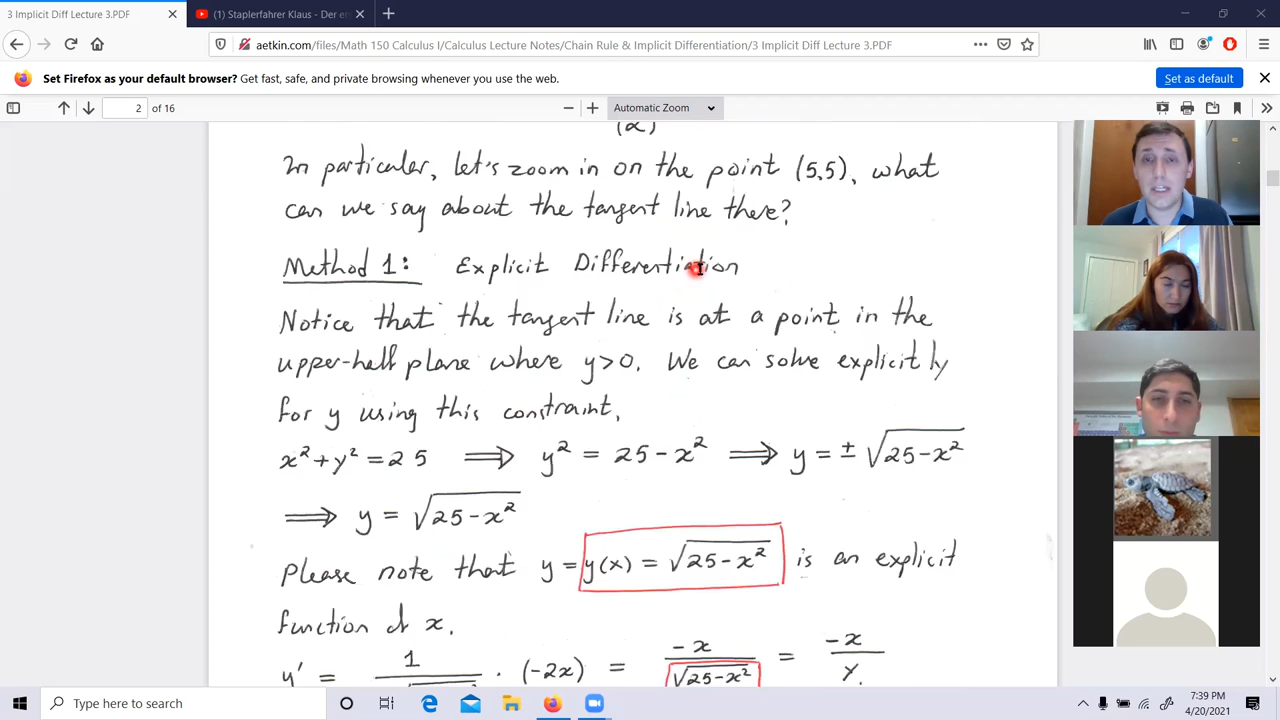 3 Implicit Diff Lecture 3.PDF
(1) Staplerfahrer Klaus - Der er
aetkin.com/files/Math 150 Calculus I/Calculus Lecture Notes/Chain Rule & Implicit Differentiation/3 Implicit Diff Lecture 3.PDF
Set Firefox as your default browser? Get fast, safe, and private browsing whenever you use the web.
Set as default
2 of 16
Automatic Zoom
In particular, let's zoom in on the point (5,5), what
can we say about the tangent line there?
Method 1: Explicit Differentiation
Notice that the tangent line is at a point in the
upper-half plane where y>0. We can solve explicitly
for y using this constraint.
x²+y²=25 ⟹ y² = 25-x² ⟹ y = ±√25-x²
⟹ y = √25-x²
Please note that y = y(x) = √25-x² is an explicit
function of x.
y' = 1 · (-2x) = -x/√25-x² = -x/y.
Type here to search
7:39 PM
4/20/2021